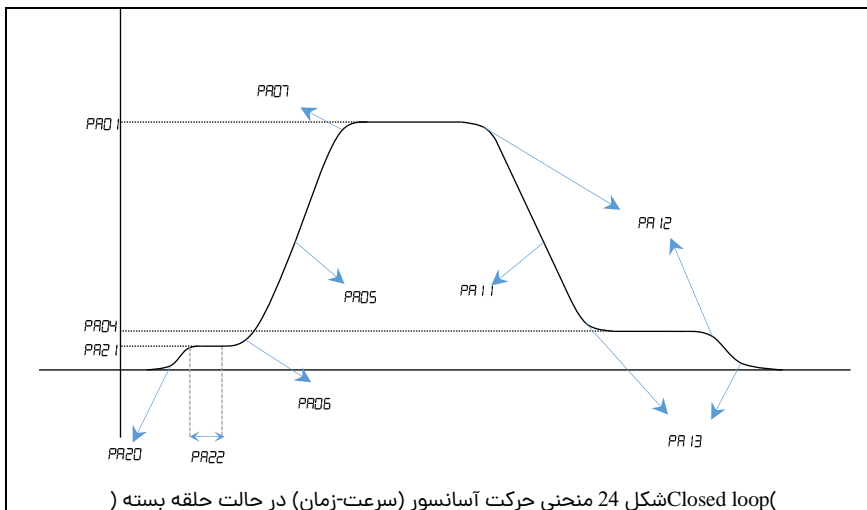 PA07
PA01
PA12
PA05
PA11
PA04
PA21
PA06
PA13
PA20
PA22
شکل 24 منحنی حرکت آسانسور (سرعت-زمان) در حالت حلقه بسته (Closed loop)